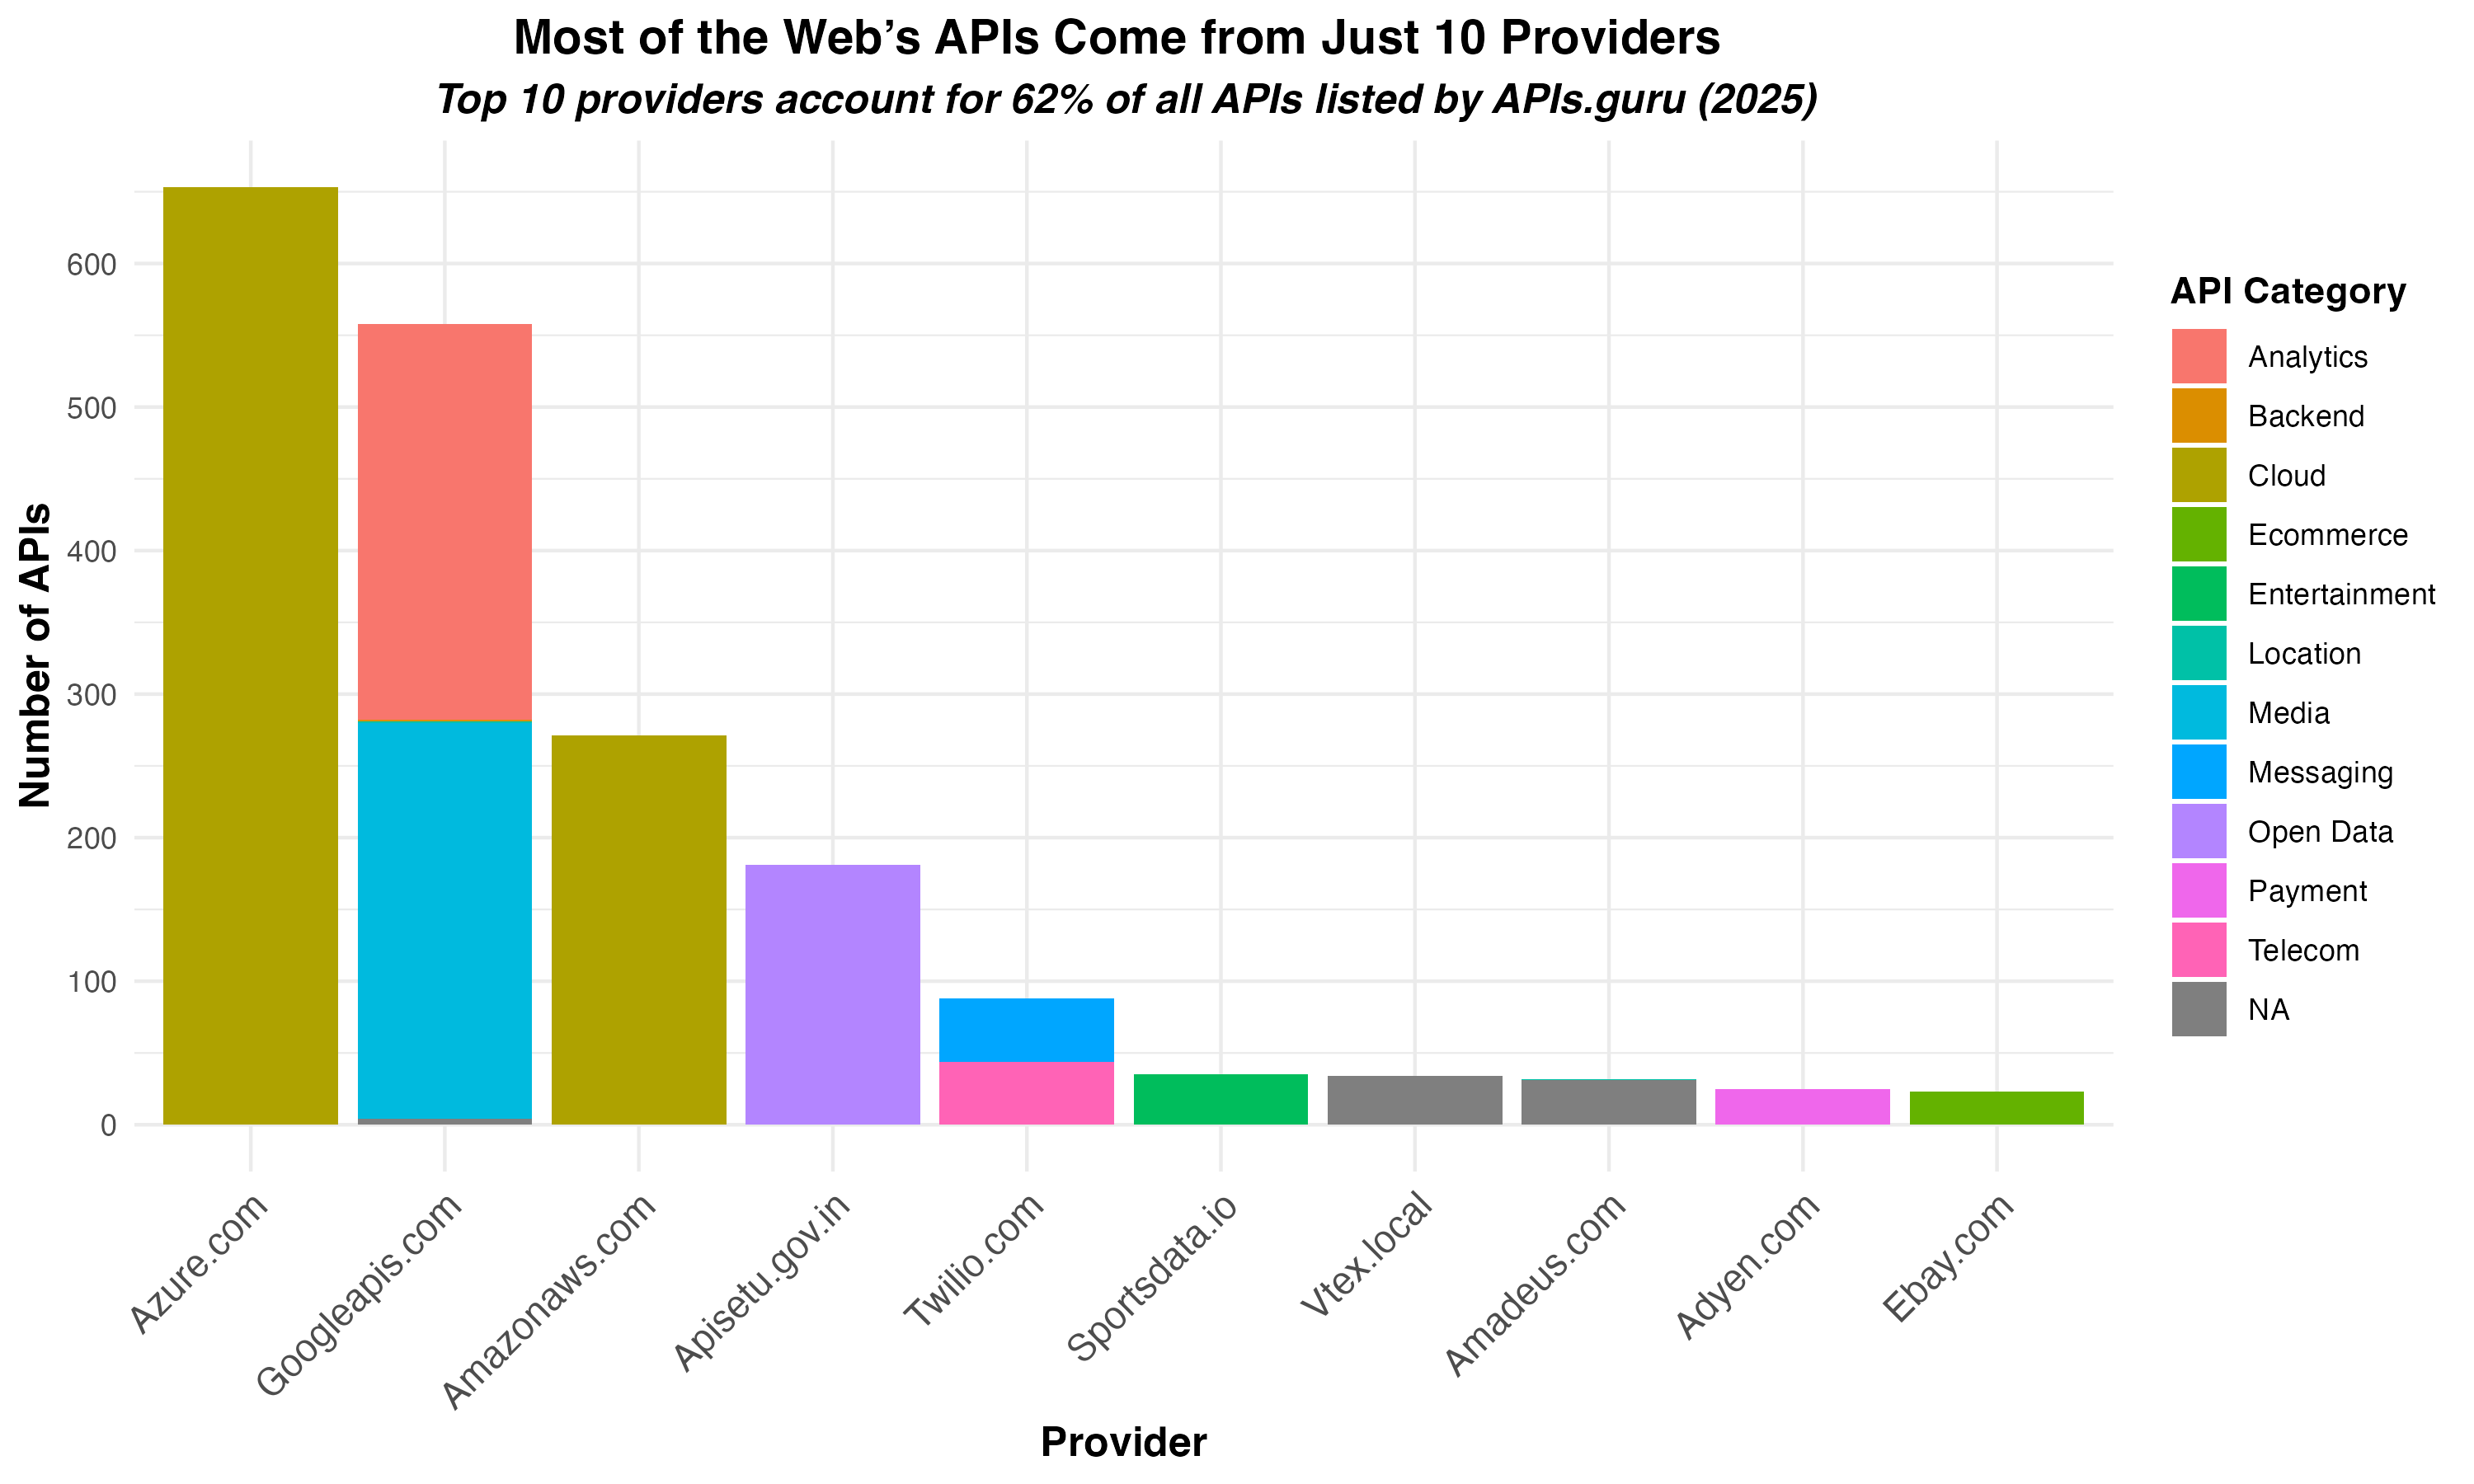 Most of the Web’s APIs Come from Just 10 Providers
Top 10 providers account for 62% of all APIs listed by APIs.guru (2025)
Number of APIs
600
500
400
300
200
100
0
Azure.com
Googleapis.com
Amazonaws.com
Apisetu.gov.in
Twilio.com
Sportsdata.io
Vtex.local
Amadeus.com
Adyen.com
Ebay.com
Provider
API Category
Analytics
Backend
Cloud
Ecommerce
Entertainment
Location
Media
Messaging
Open Data
Payment
Telecom
NA